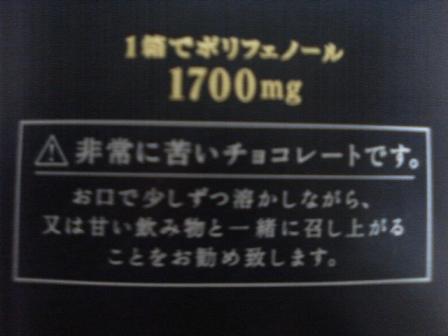 1箱でポリフェノール
1700mg
非常に苦いチョコレートです。
お口で少しずつ溶かしながら、
又は甘い飲み物と一緒に召し上がる
ことをお勧め致します。